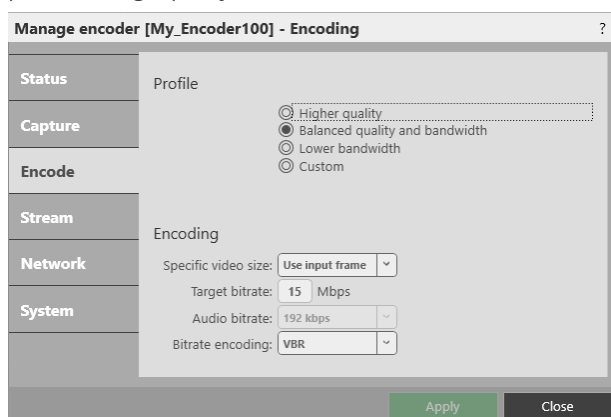 Manage encoder [My_Encoder100] - Encoding ?
Status
Capture
Encode
Stream
Network
System
Profile
Higher quality
Balanced quality and bandwidth
Lower bandwidth
Custom
Encoding
Specific video size: Use input frame
Target bitrate: 15 Mbps
Audio bitrate: 192 kbps
Bitrate encoding: VBR
Apply Close